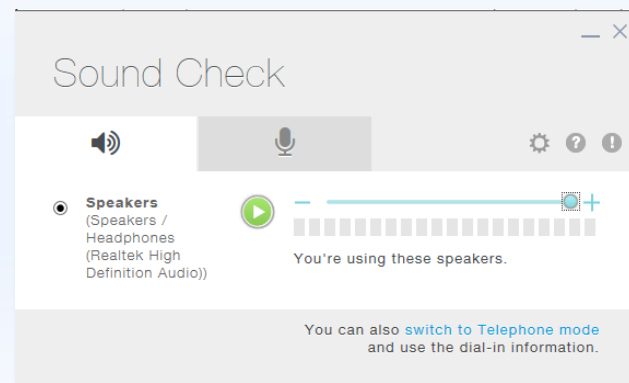 Sound Check
Speakers
(Speakers /
Headphones
(Realtek High
Definition Audio))
You're using these speakers.
You can also switch to Telephone mode
and use the dial-in information.